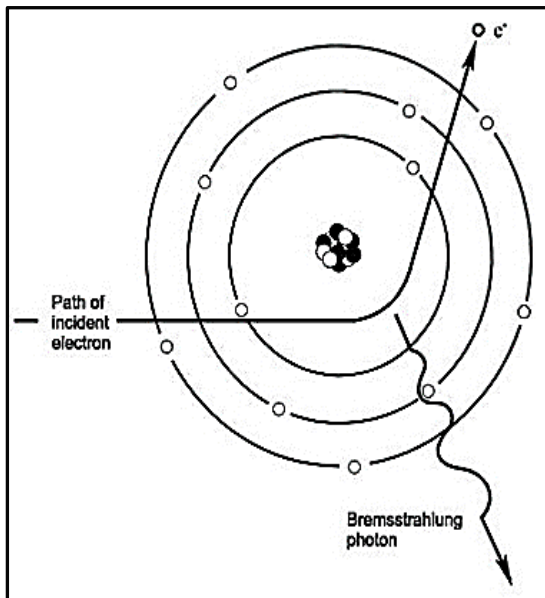 e-
Path of
incident
electron
Bremsstrahlung
photon